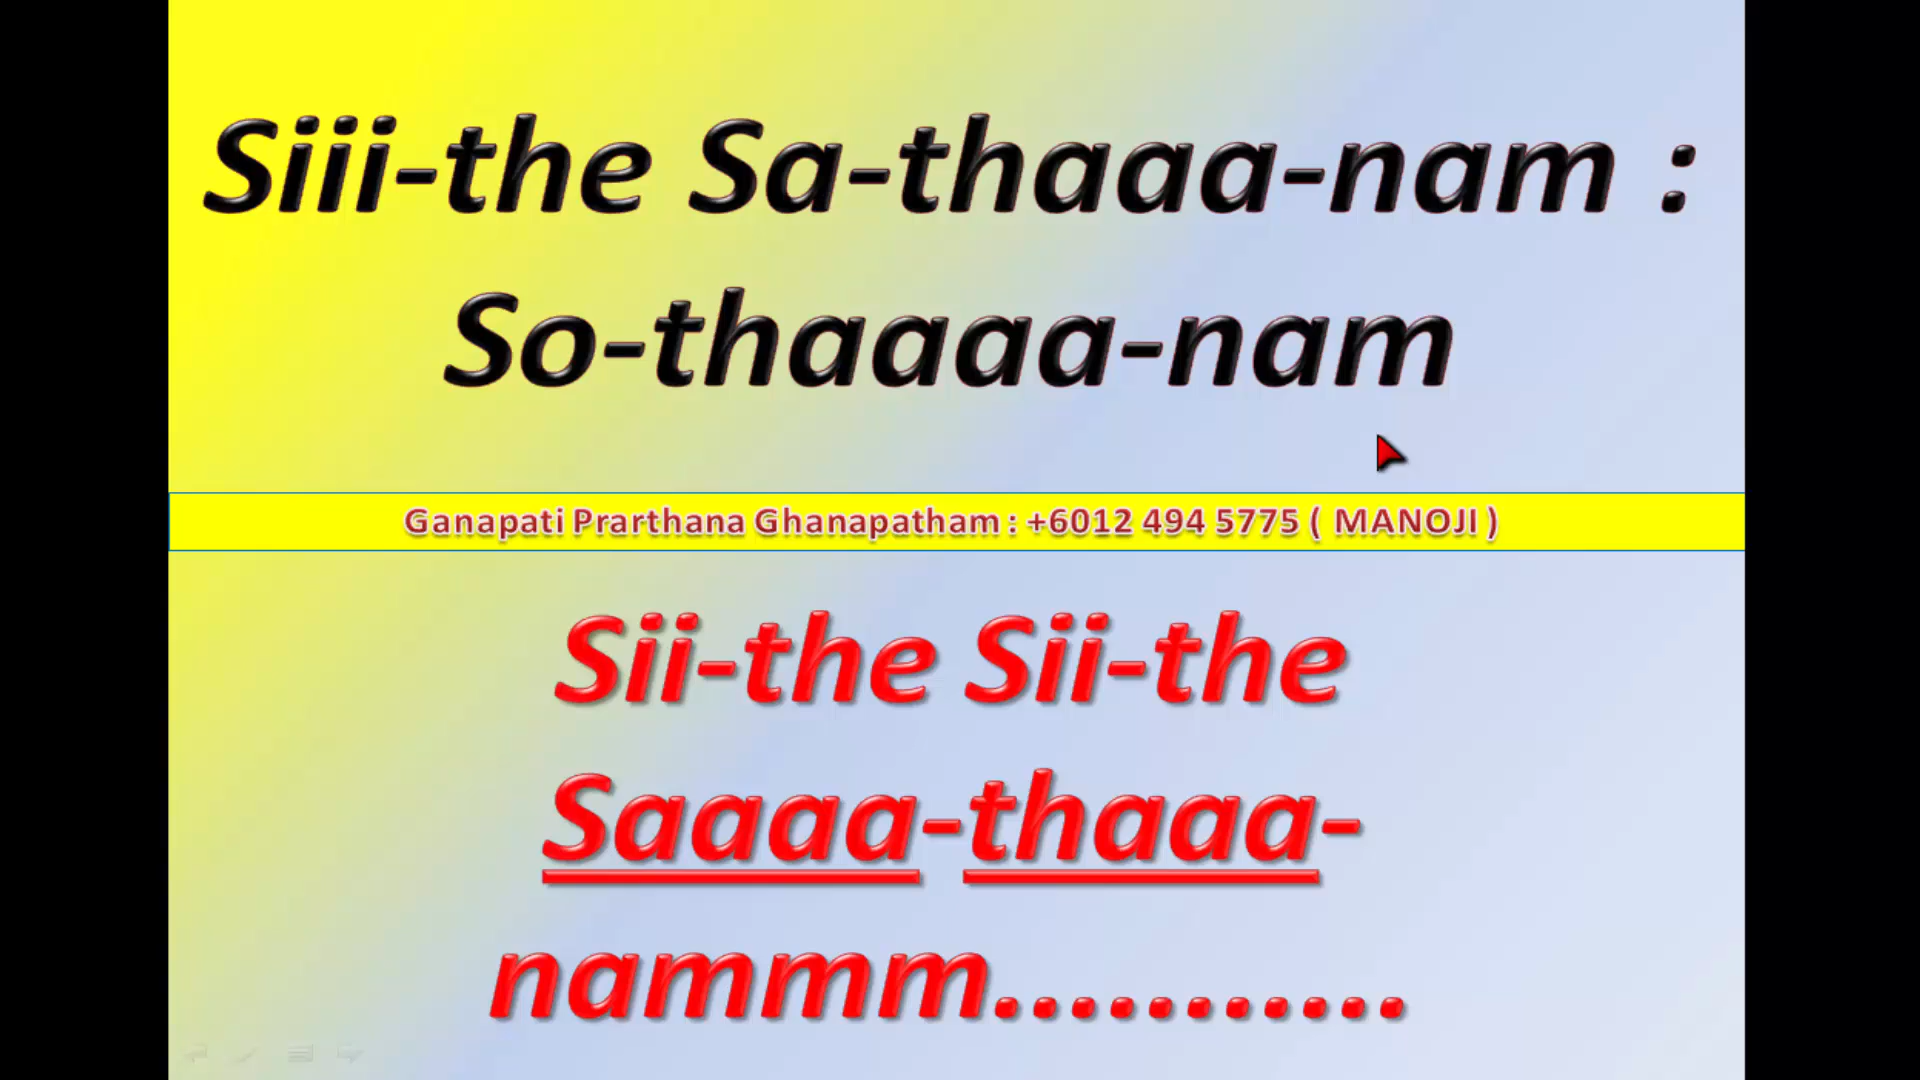 Siii-the Sa-thaaa-nam :
So-thaaaa-nam
Ganapati Prarthana Ghanapatham : +6012 494 5775 ( MANOJI )
Sii-the Sii-the
Saaaa-thaaa-
nammm...........